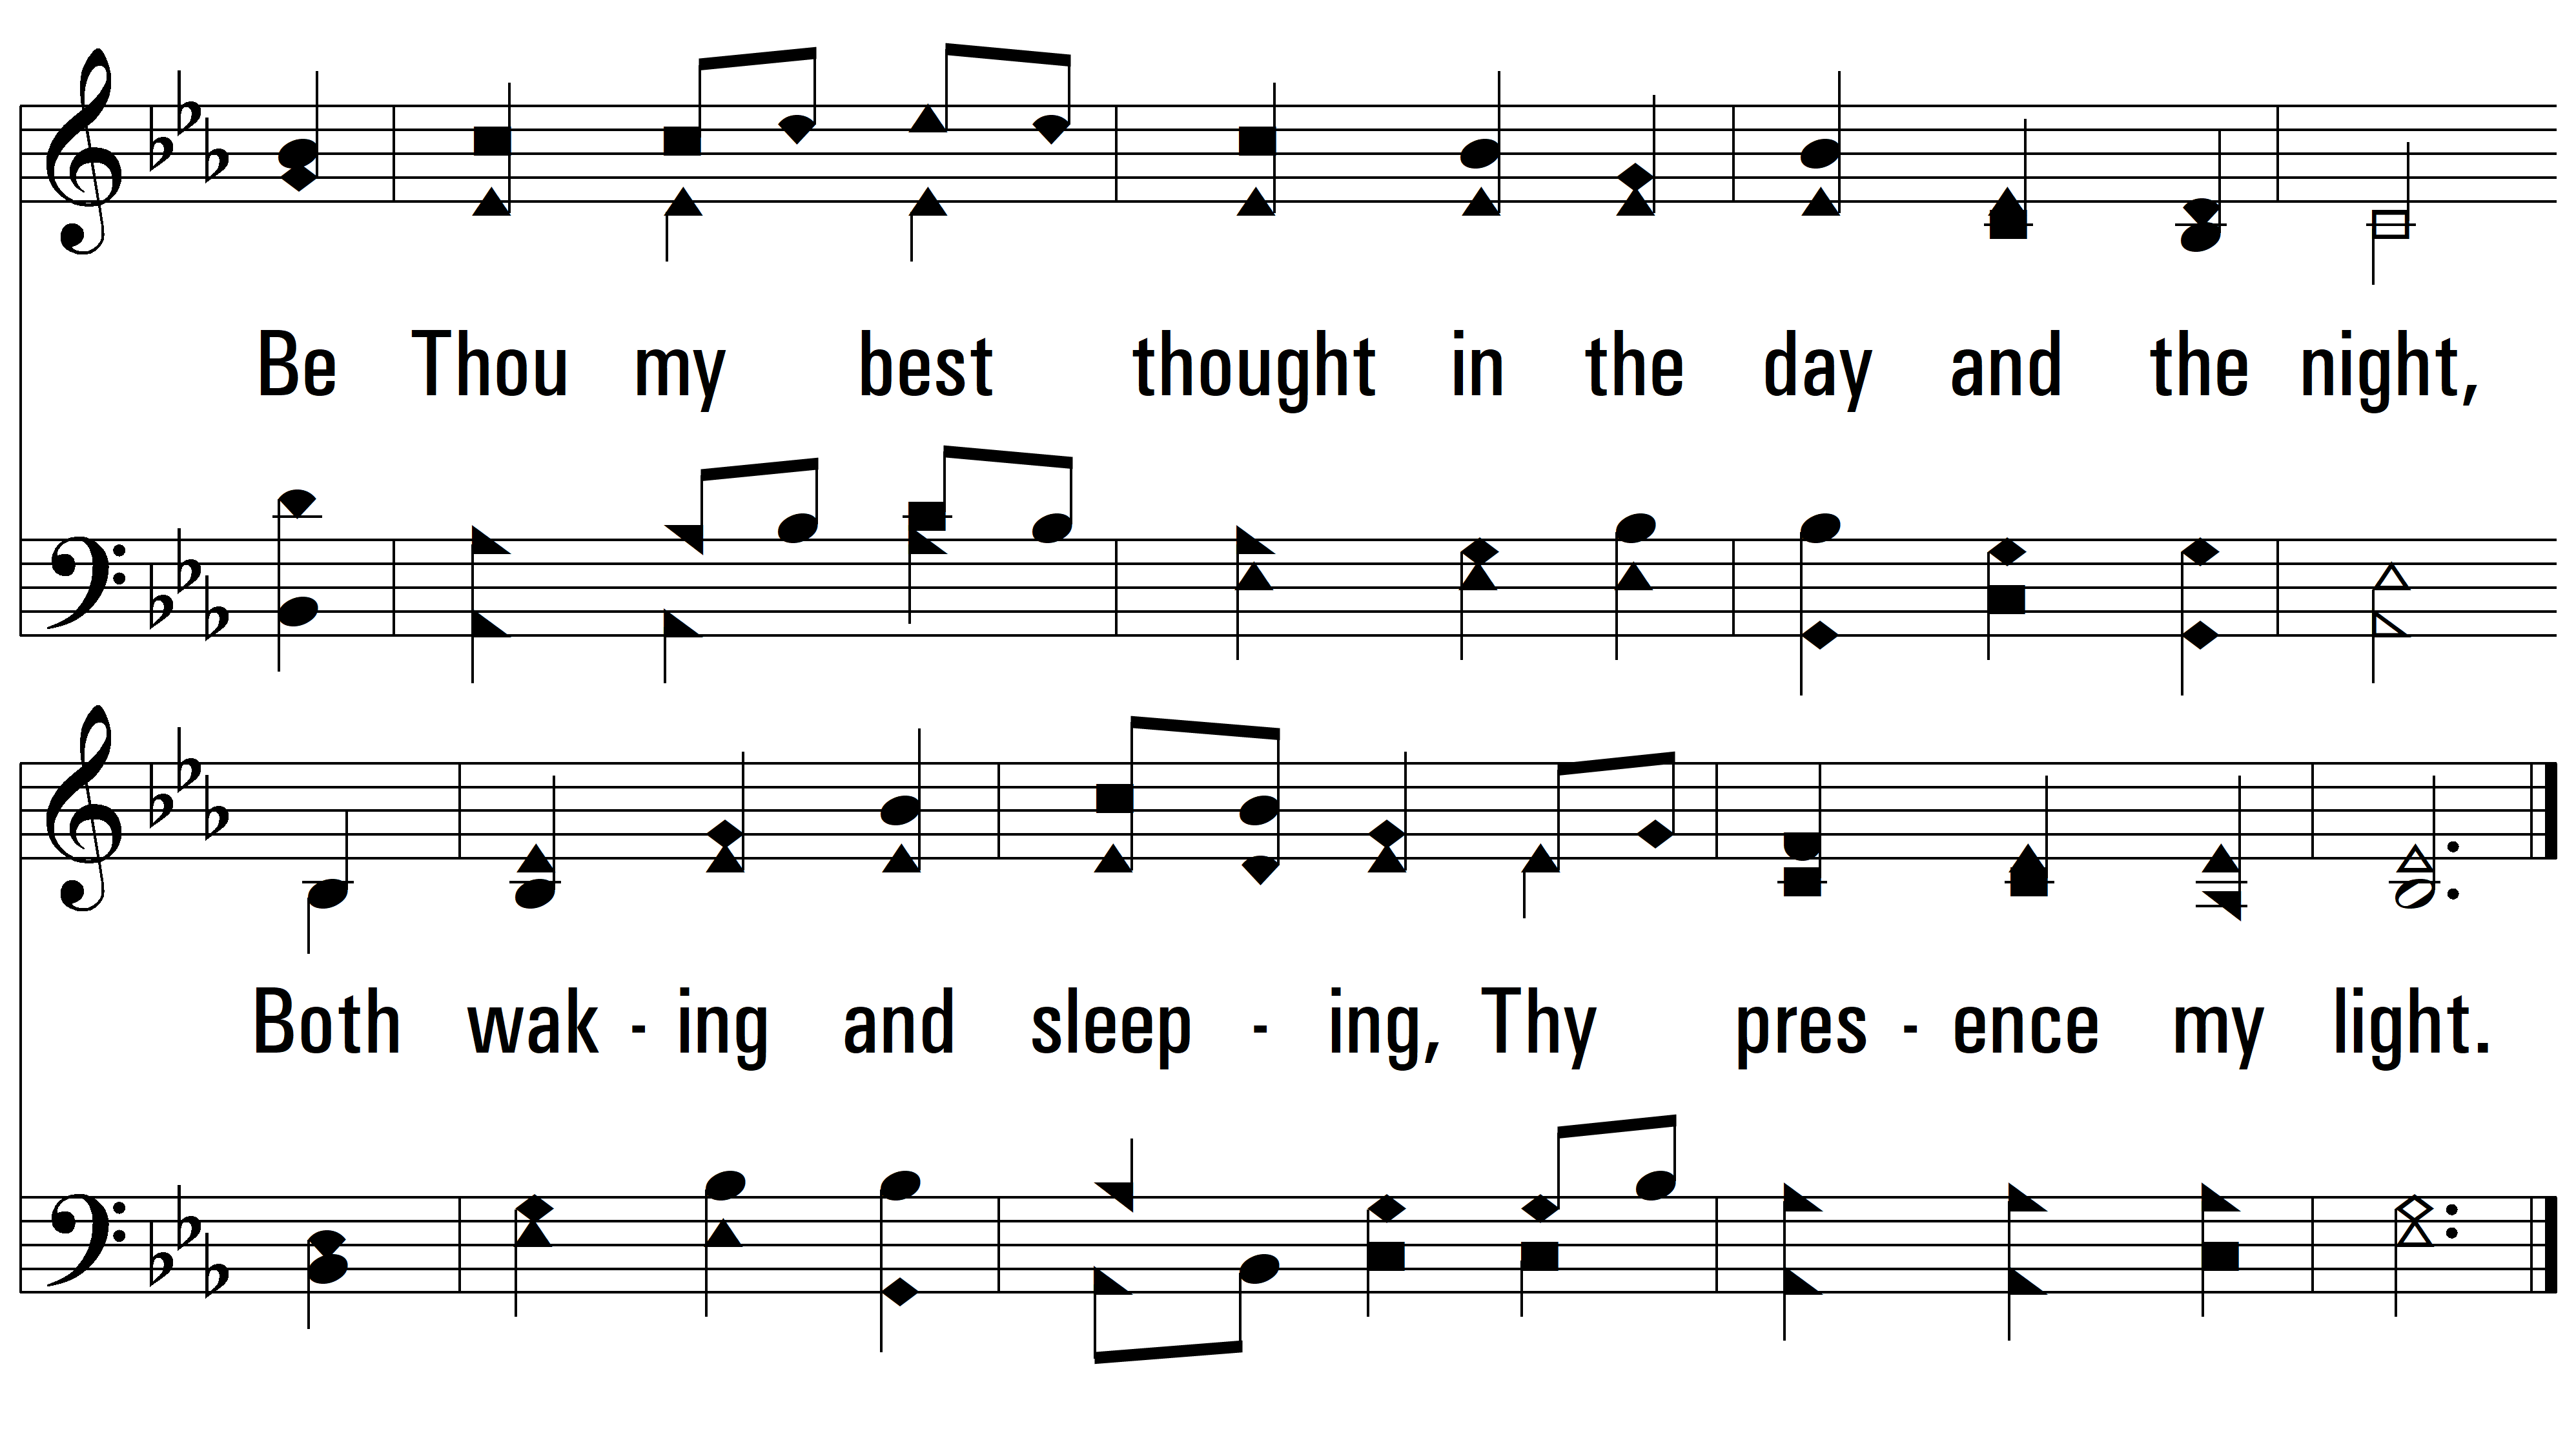 Be Thou my best thought in the day and the night,
Both wak - ing and sleep - ing, Thy pres - ence my light.